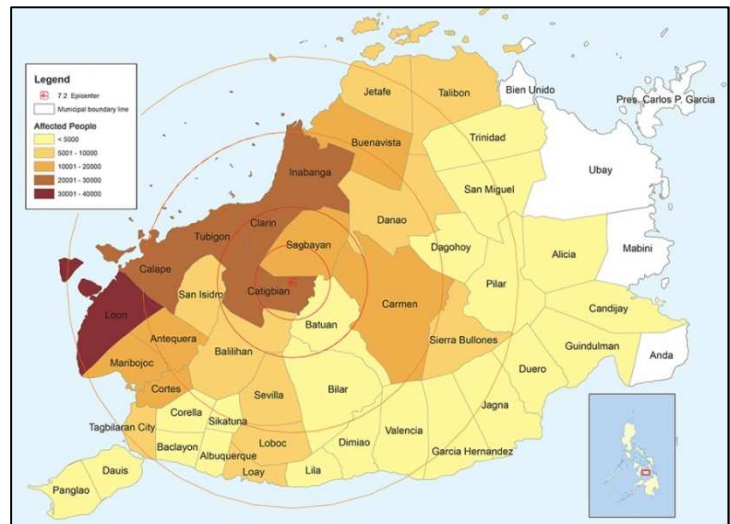 Legend
7.2 Epicenter
Municipal boundary line
Affected People
< 5000
5001 - 10000
10001 - 20000
20001 - 30000
30001 - 40000
Jetafe
Talibon
Bien Unido
Pres. Carlos P. Garcia
Buenavista
Trinidad
Inabanga
San Miguel
Ubay
Danao
Clarin
Tubigon
Sagbayan
Dagohoy
Alicia
Mabini
Calape
San Isidro
Catigbian
Pilar
Carmen
Loon
Batuan
Candijay
Antequera
Sierra Bullones
Balilihan
Guindulman
Anda
Maribojoc
Duero
Cortes
Sevilla
Bilar
Jagna
Corella
Sikatuna
Tagbilaran City
Valencia
Loboc
Dimiao
Baclayon
Albuquerque
Garcia Hernandez
Loay
Lila
Dauis
Panglao